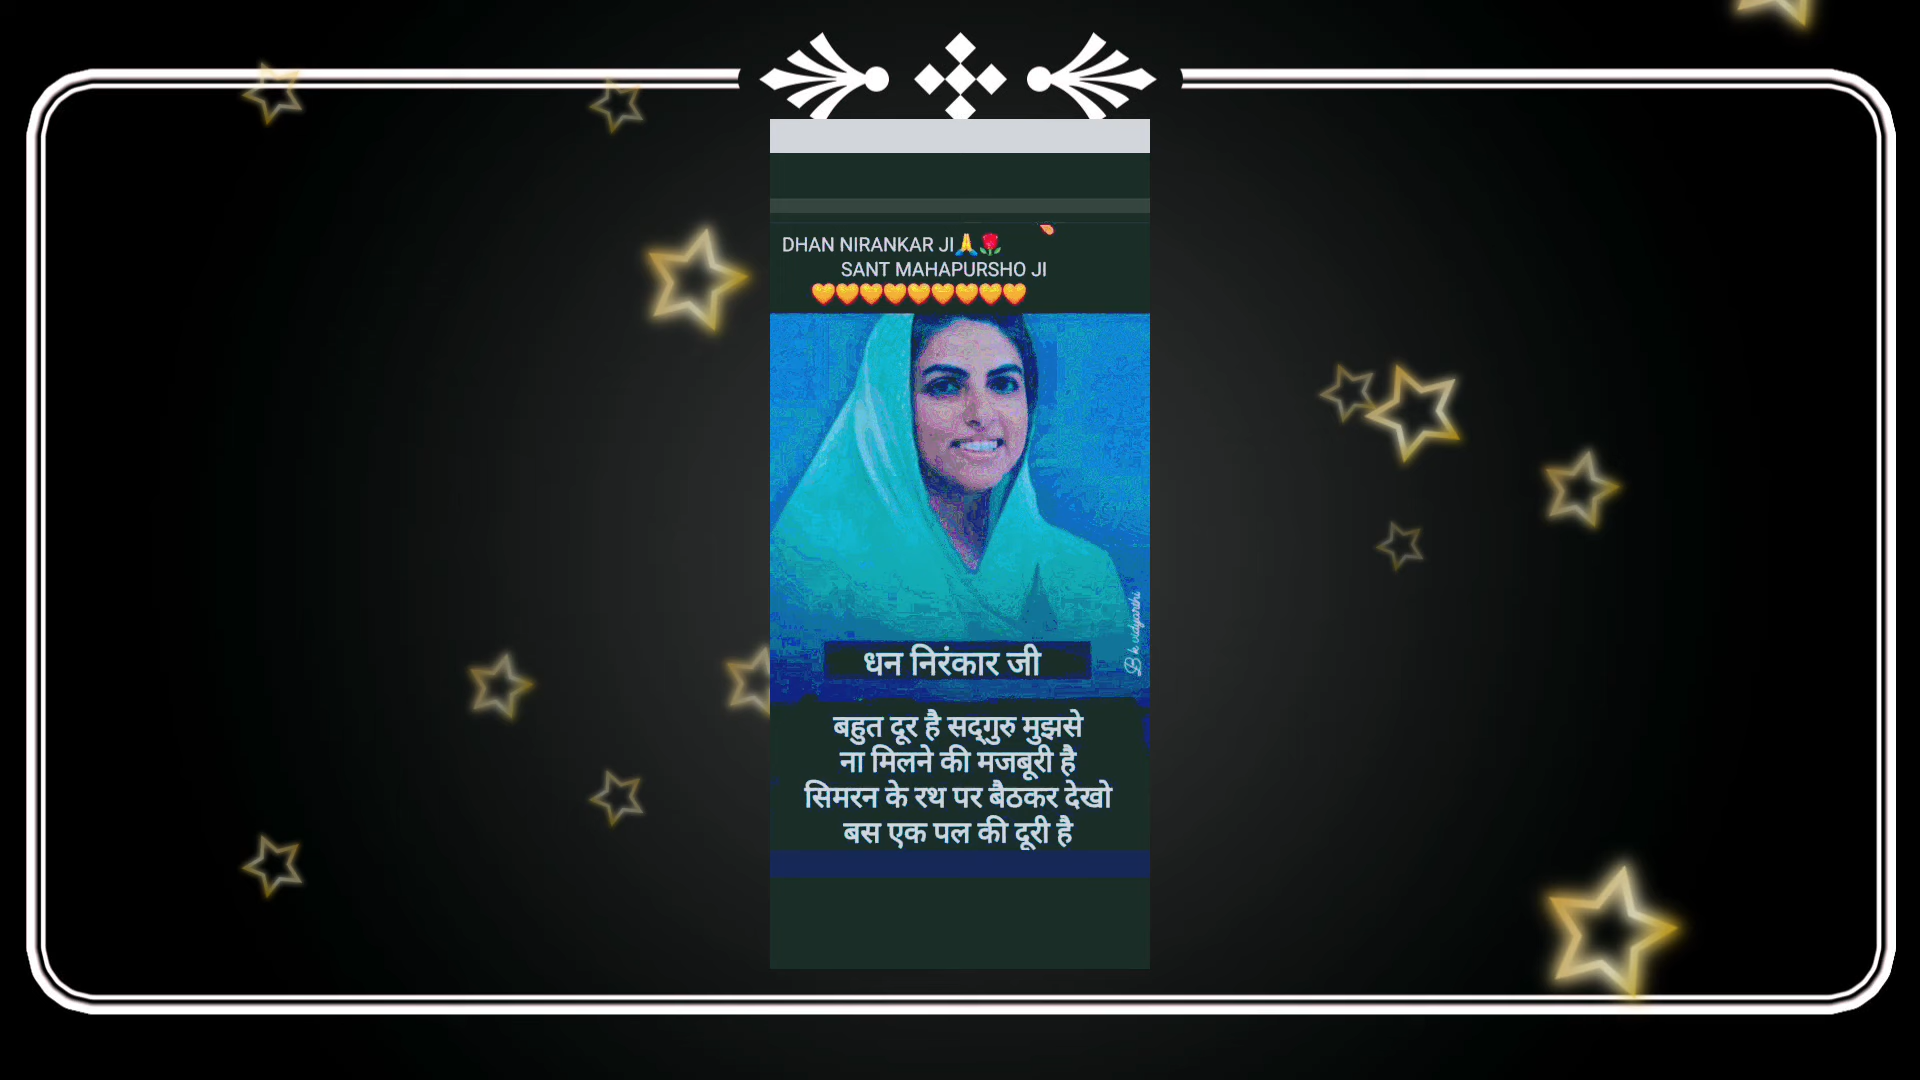 DHAN NIRANKAR JI🙏🌹
SANT MAHAPURSHO JI
🧡🧡🧡🧡🧡🧡🧡🧡🧡
B k vidyarthi
धन निरंकार जी
बहुत दूर है सद्गुरु मुझसे
ना मिलने की मजबूरी है
सिमरन के रथ पर बैठकर देखो
बस एक पल की दूरी है